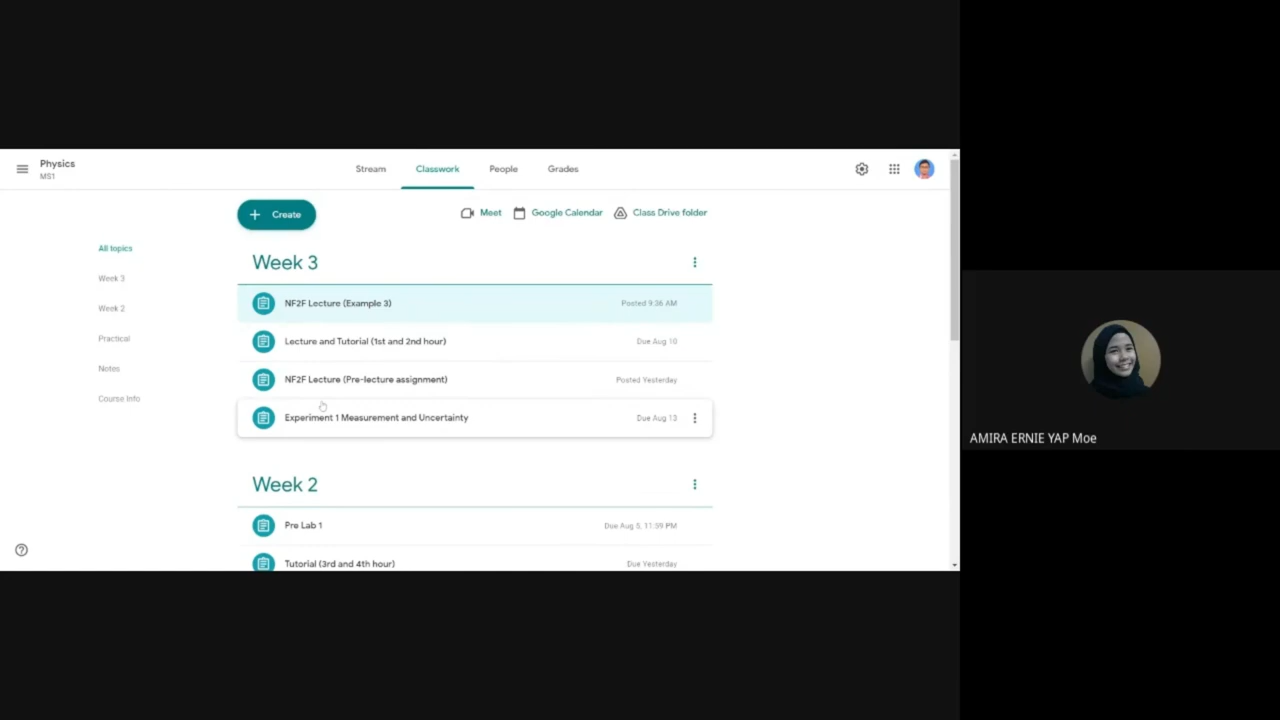 Physics
MS1
Stream
Classwork
People
Grades
Create
Meet
Google Calendar
Class Drive folder
All topics
Week 3
Week 2
Practical
Notes
Course Info
Week 3
NF2F Lecture (Example 3)
Posted 9:36 AM
Lecture and Tutorial (1st and 2nd hour)
Due Aug 10
NF2F Lecture (Pre-lecture assignment)
Posted Yesterday
Experiment 1 Measurement and Uncertainty
Due Aug 13
Week 2
Pre Lab 1
Due Aug 5, 11:59 PM
Tutorial (3rd and 4th hour)
Due Yesterday
AMIRA ERNIE YAP Moe